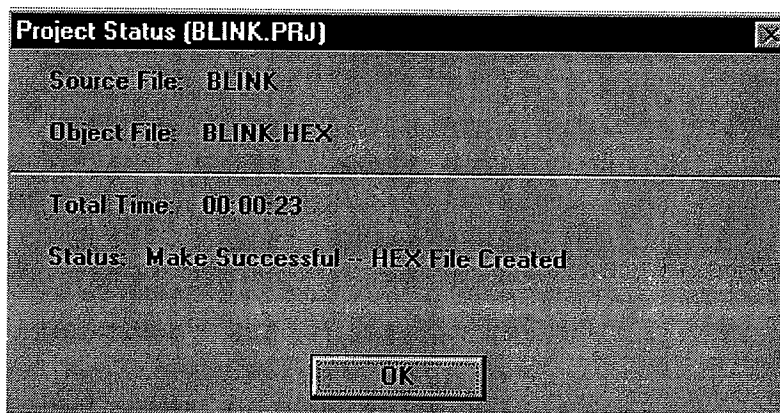 Project Status (BLINK.PRJ)
Source File: BLINK
Object File: BLINK.HEX
Total Time: 00:00:23
Status: Make Successful -- HEX File Created
OK